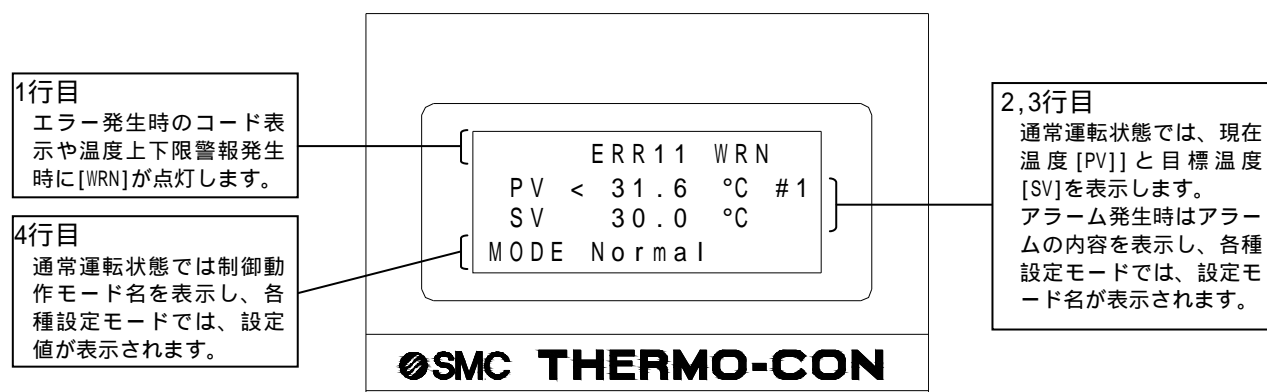 1行目
エラー発生時のコード表
示や温度上下限警報発生
時に[WRN]が点灯します。
4行目
通常運転状態では制御動
作モード名を表示し、各
種設定モードでは、設定
値が表示されます。
ERR11 WRN
PV < 31.6 °C #1
SV 30.0 °C
MODE Normal
SMC THERMO-CON
2,3行目
通常運転状態では、現在
温度[PV]]と目標温度
[SV]を表示します。
アラーム発生時はアラー
ムの内容を表示し、各種
設定モードでは、設定モ
ード名が表示されます。